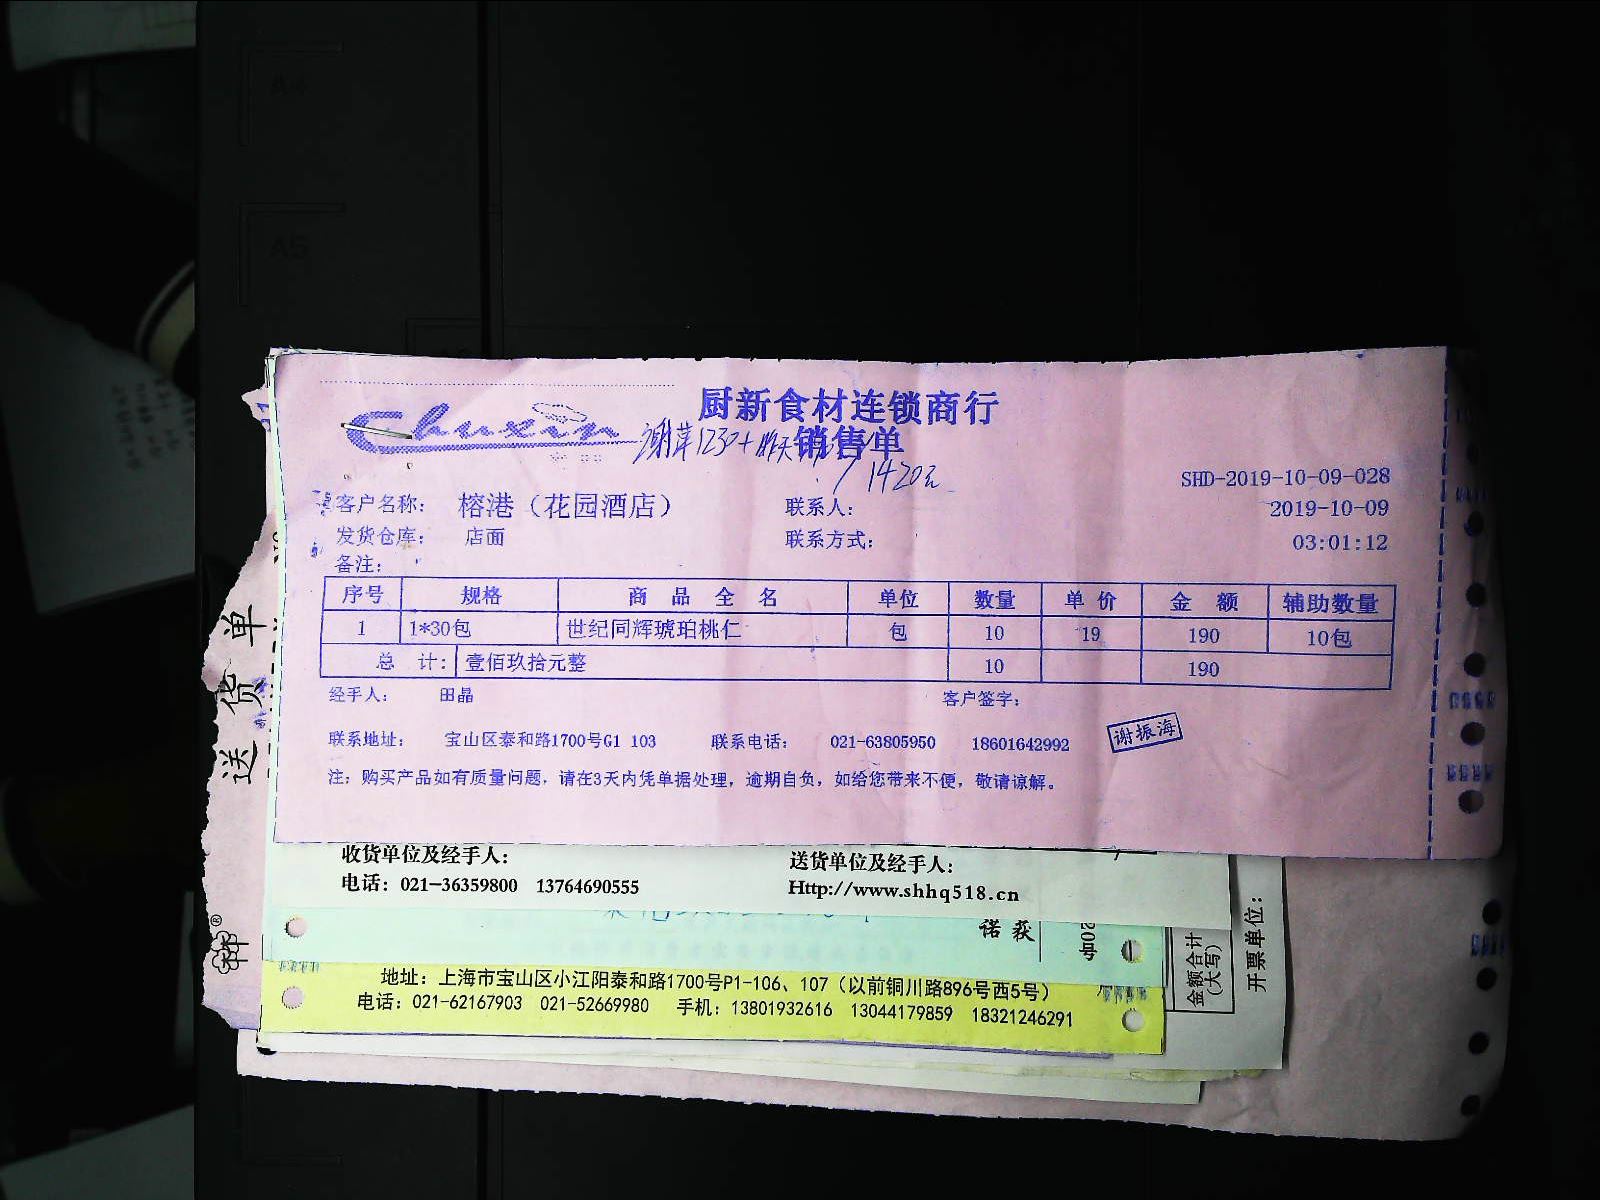 A4
A5
厨新食材连锁商行
Chuxin
销售单
1420元
SHD-2019-10-09-028
客户名称： 榕港（花园酒店） 联系人： 2019-10-09
发货仓库： 店面 联系方式： 03:01:12
备注：
序号 规格 商品全名 单位 数量 单价 金额 辅助数量
1 1*30包 世纪同辉琥珀桃仁 包 10 19 190 10包
总计： 壹佰玖拾元整 10 190
经手人： 田晶 客户签字：
联系地址： 宝山区泰和路1700号G1 103 联系电话： 021-63805950 18601642992 谢振海
注：购买产品如有质量问题，请在3天内凭单据处理，逾期自负，如给您带来不便，敬请谅解。
送货单
收货单位及经手人： 送货单位及经手人：
电话：021-36359800 13764690555 Http://www.shhq518.cn
诺获
20号
金额合计
(大写)
开票单位：
地址：上海市宝山区小江阳泰和路1700号P1-106、107（以前铜川路896号西5号）
电话：021-62167903 021-52669980 手机：13801932616 13044179859 18321246291